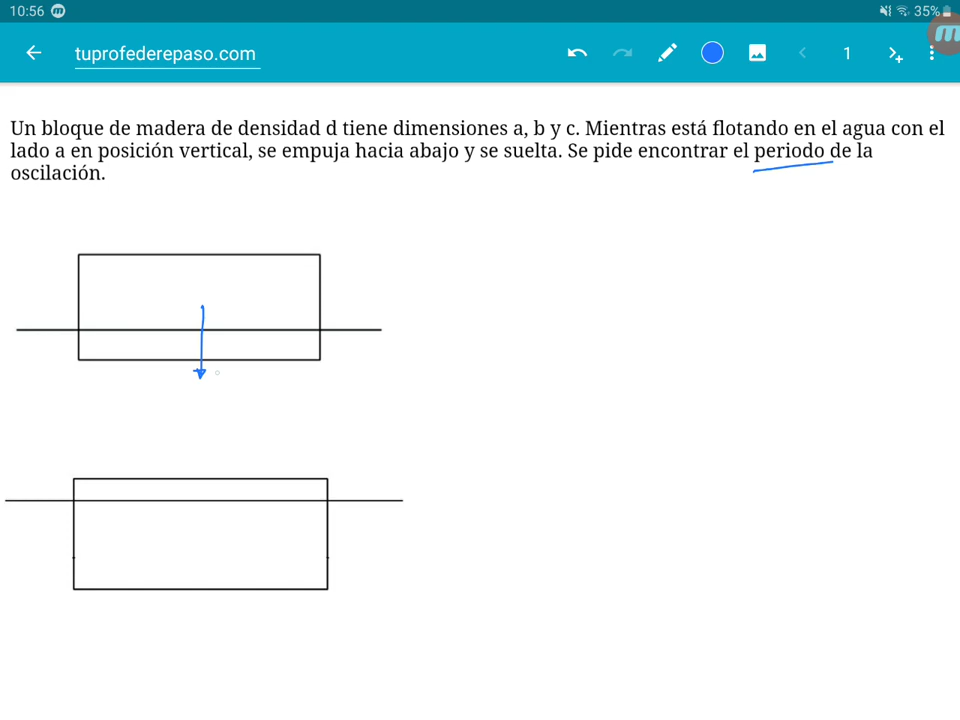 10:56
35%
tuprofederepaso.com
1
Un bloque de madera de densidad d tiene dimensiones a, b y c. Mientras está flotando en el agua con el
lado a en posición vertical, se empuja hacia abajo y se suelta. Se pide encontrar el periodo de la
oscilación.